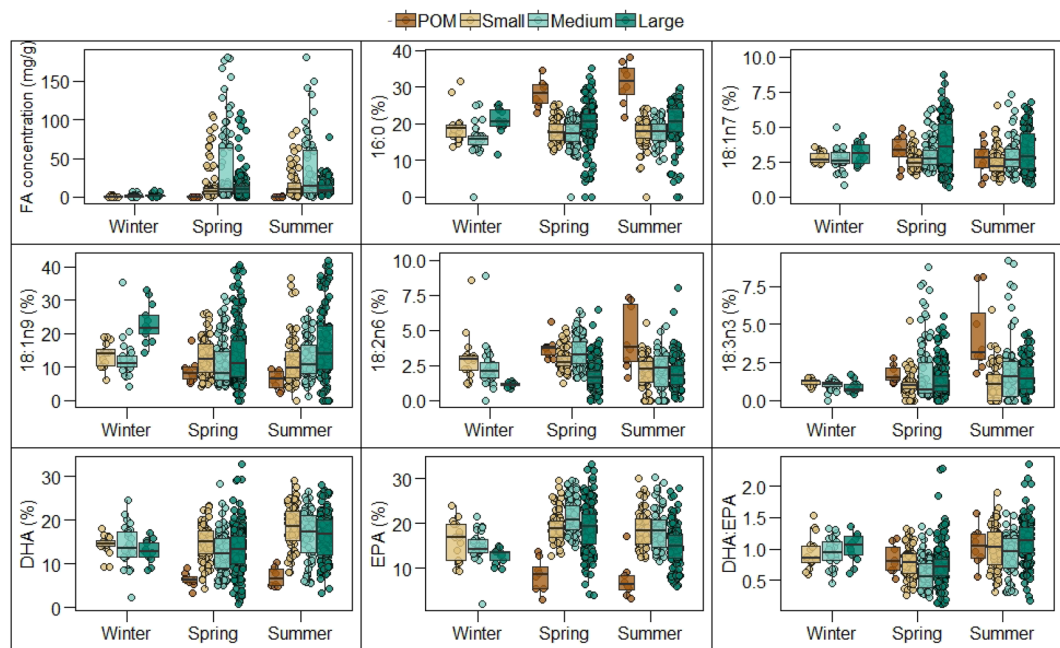 POM Small Medium Large
FA concentration (mg/g)
150
100
50
0
Winter Spring Summer
16:0 (%)
40
30
20
10
0
Winter Spring Summer
18:1n7 (%)
10.0
7.5
5.0
2.5
0.0
Winter Spring Summer
18:1n9 (%)
40
30
20
10
0
Winter Spring Summer
18:2n6 (%)
10.0
7.5
5.0
2.5
0.0
Winter Spring Summer
18:3n3 (%)
10.0
7.5
5.0
2.5
0.0
Winter Spring Summer
DHA (%)
30
20
10
0
Winter Spring Summer
EPA (%)
30
20
10
Winter Spring Summer
DHA:EPA
2.0
1.5
1.0
0.5
Winter Spring Summer